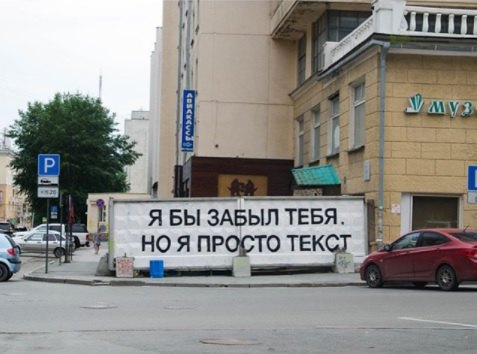 АВИАКАССЫ
муз
P
P
Я БЫ ЗАБЫЛ ТЕБЯ.
НО Я ПРОСТО ТЕКСТ